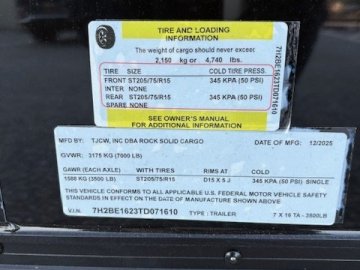 TIRE AND LOADING
INFORMATION
The weight of cargo should never exceed
2,150 kg or 4,740 lbs.
TIRE SIZE COLD TIRE PRESS.
FRONT ST205/75/R15 345 KPA (50 PSI)
INTER NONE
REAR ST205/75/R15 345 KPA (50 PSI)
SPARE NONE
SEE OWNER'S MANUAL
FOR ADDITIONAL INFORMATION
7H2BE1623TD071610
MFD BY: TJCW, INC DBA ROCK SOLID CARGO DATE OF MFG: 12/2025
GVWR: 3175 KG (7000 LB)
GAWR (EACH AXLE) WITH TIRES RIMS AT COLD INFL. PRESS.
1588 KG (3500 LB) ST205/75/R15 D15 X 5 J 345 KPA (50 PSI) SINGLE
THIS VEHICLE CONFORMS TO ALL APPLICABLE U.S. FEDERAL MOTOR VEHICLE SAFETY
STANDARDS IN EFFECT ON THE DATE OF MANUFACTURE SHOWN ABOVE.
V.I.N. 7H2BE1623TD071610 TYPE : TRAILER 7 X 16 TA - 3500LB